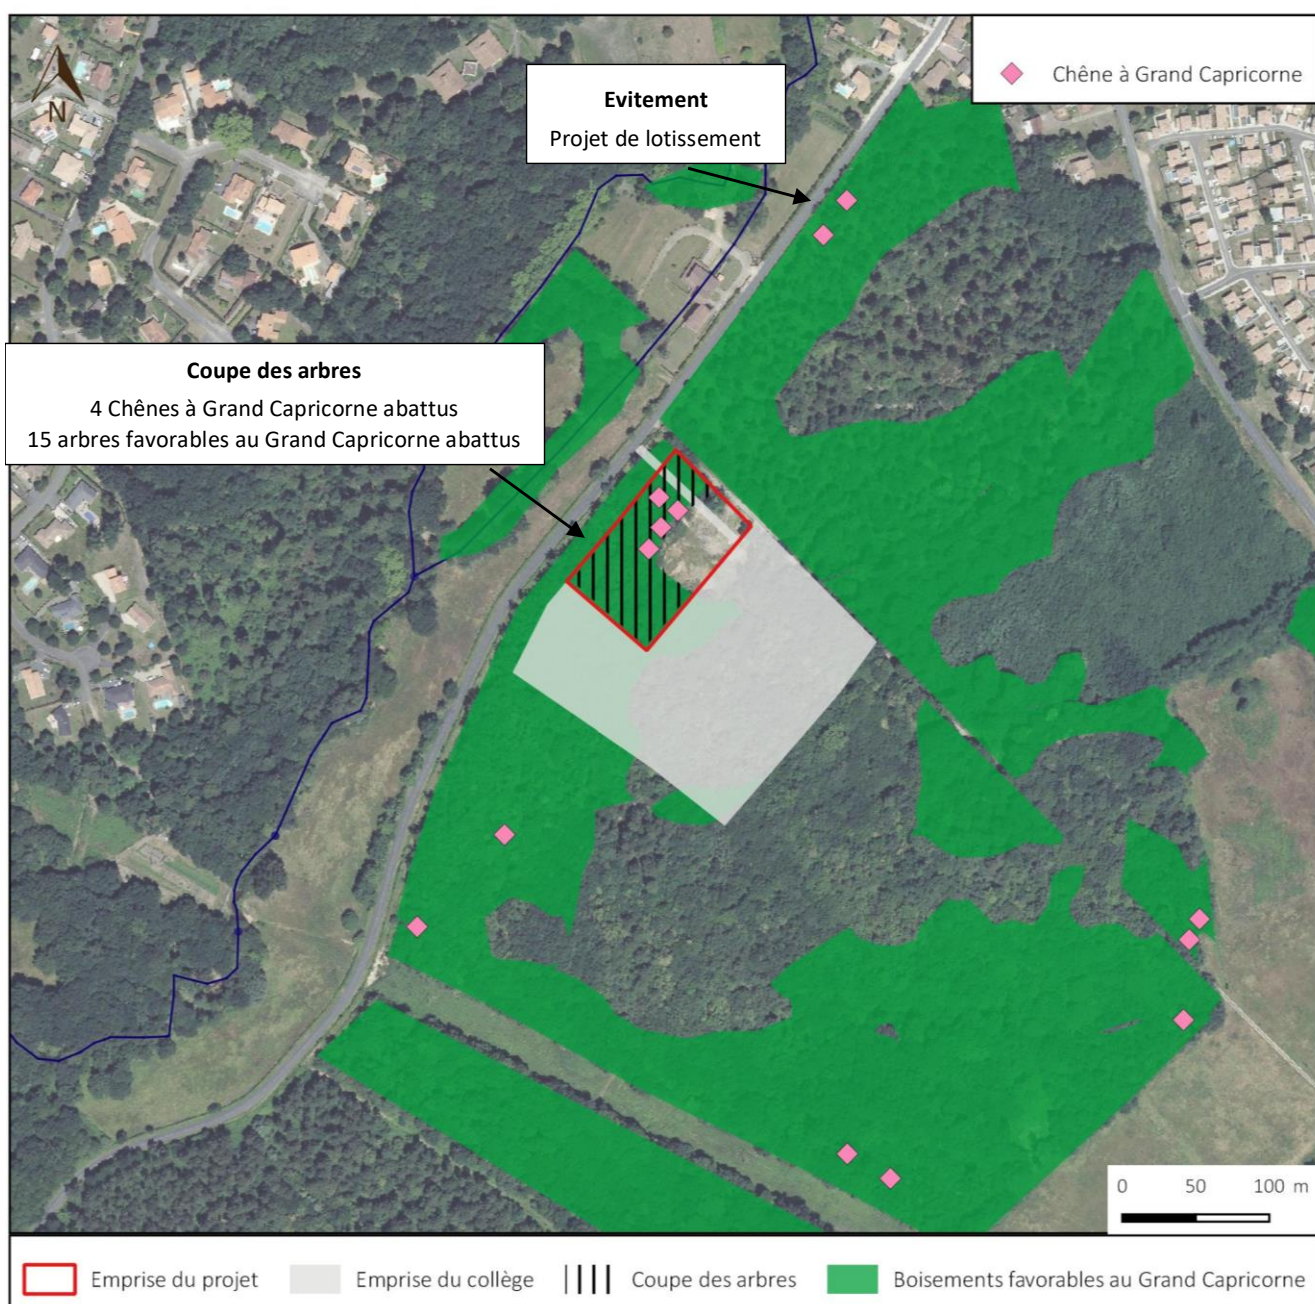 Chêne à Grand Capricorne
N
Evitement
Projet de lotissement
Coupe des arbres
4 Chênes à Grand Capricorne abattus
15 arbres favorables au Grand Capricorne abattus
0 50 100 m
Emprise du projet
Emprise du collège
Coupe des arbres
Boisements favorables au Grand Capricorne